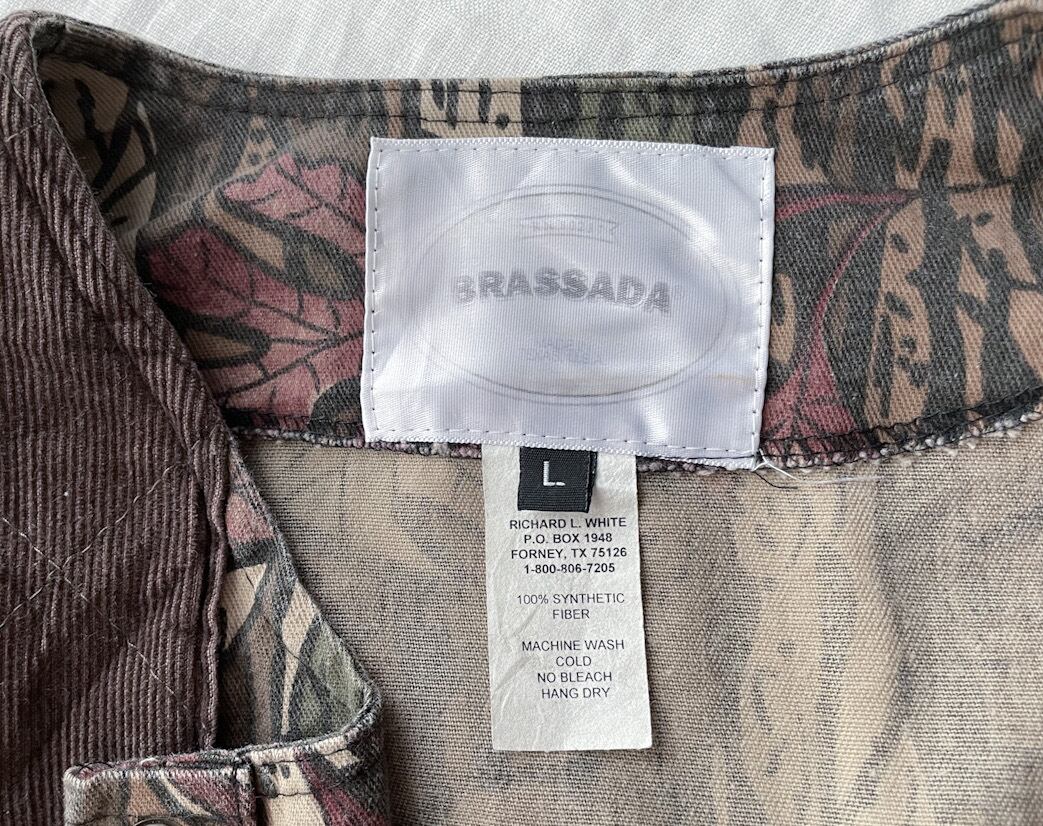 BRASSADA
L
RICHARD L. WHITE
P.O. BOX 1948
FORNEY, TX 75126
1-800-806-7205
100% SYNTHETIC
FIBER
MACHINE WASH
COLD
NO BLEACH
HANG DRY